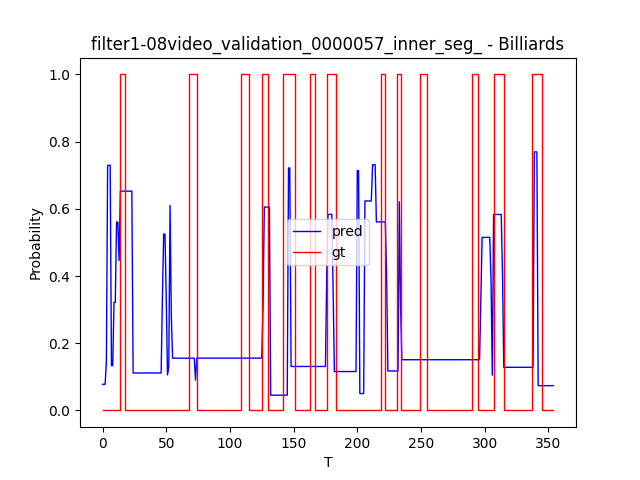 filter1-08video_validation_0000057_inner_seg_ - Billiards
1.0
0.8
0.6
0.4
0.2
0.0
Probability
pred
gt
0 50 100 150 200 250 300 350
T